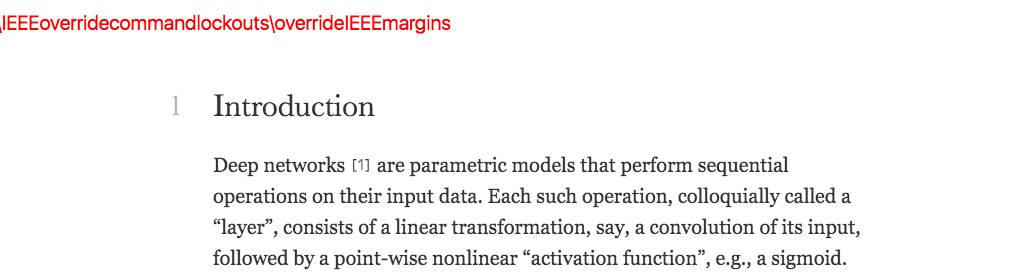 \IEEEoverridecommandlockouts\overrideIEEEmargins
1 Introduction
Deep networks [1] are parametric models that perform sequential
operations on their input data. Each such operation, colloquially called a
“layer”, consists of a linear transformation, say, a convolution of its input,
followed by a point-wise nonlinear “activation function”, e.g., a sigmoid.